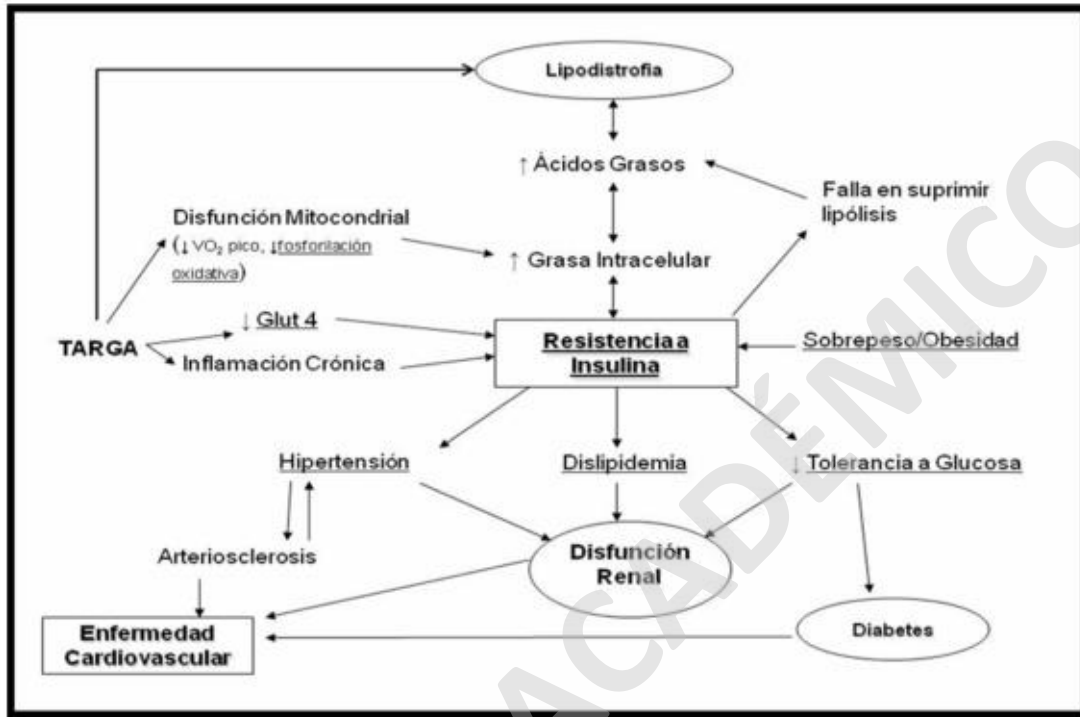 Lipodistrofia
↑ Ácidos Grasos
Falla en suprimir
lipólisis
Disfunción Mitocondrial
(↓ VO₂ pico, ↓fosforilación
oxidativa)
↑ Grasa Intracelular
↓ Glut 4
TARGA
Inflamación Crónica
Resistencia a
Insulina
Sobrepeso/Obesidad
Hipertensión
Dislipidemia
↓ Tolerancia a Glucosa
Arteriosclerosis
Disfunción
Renal
Enfermedad
Cardiovascular
Diabetes
ACADÉMICO